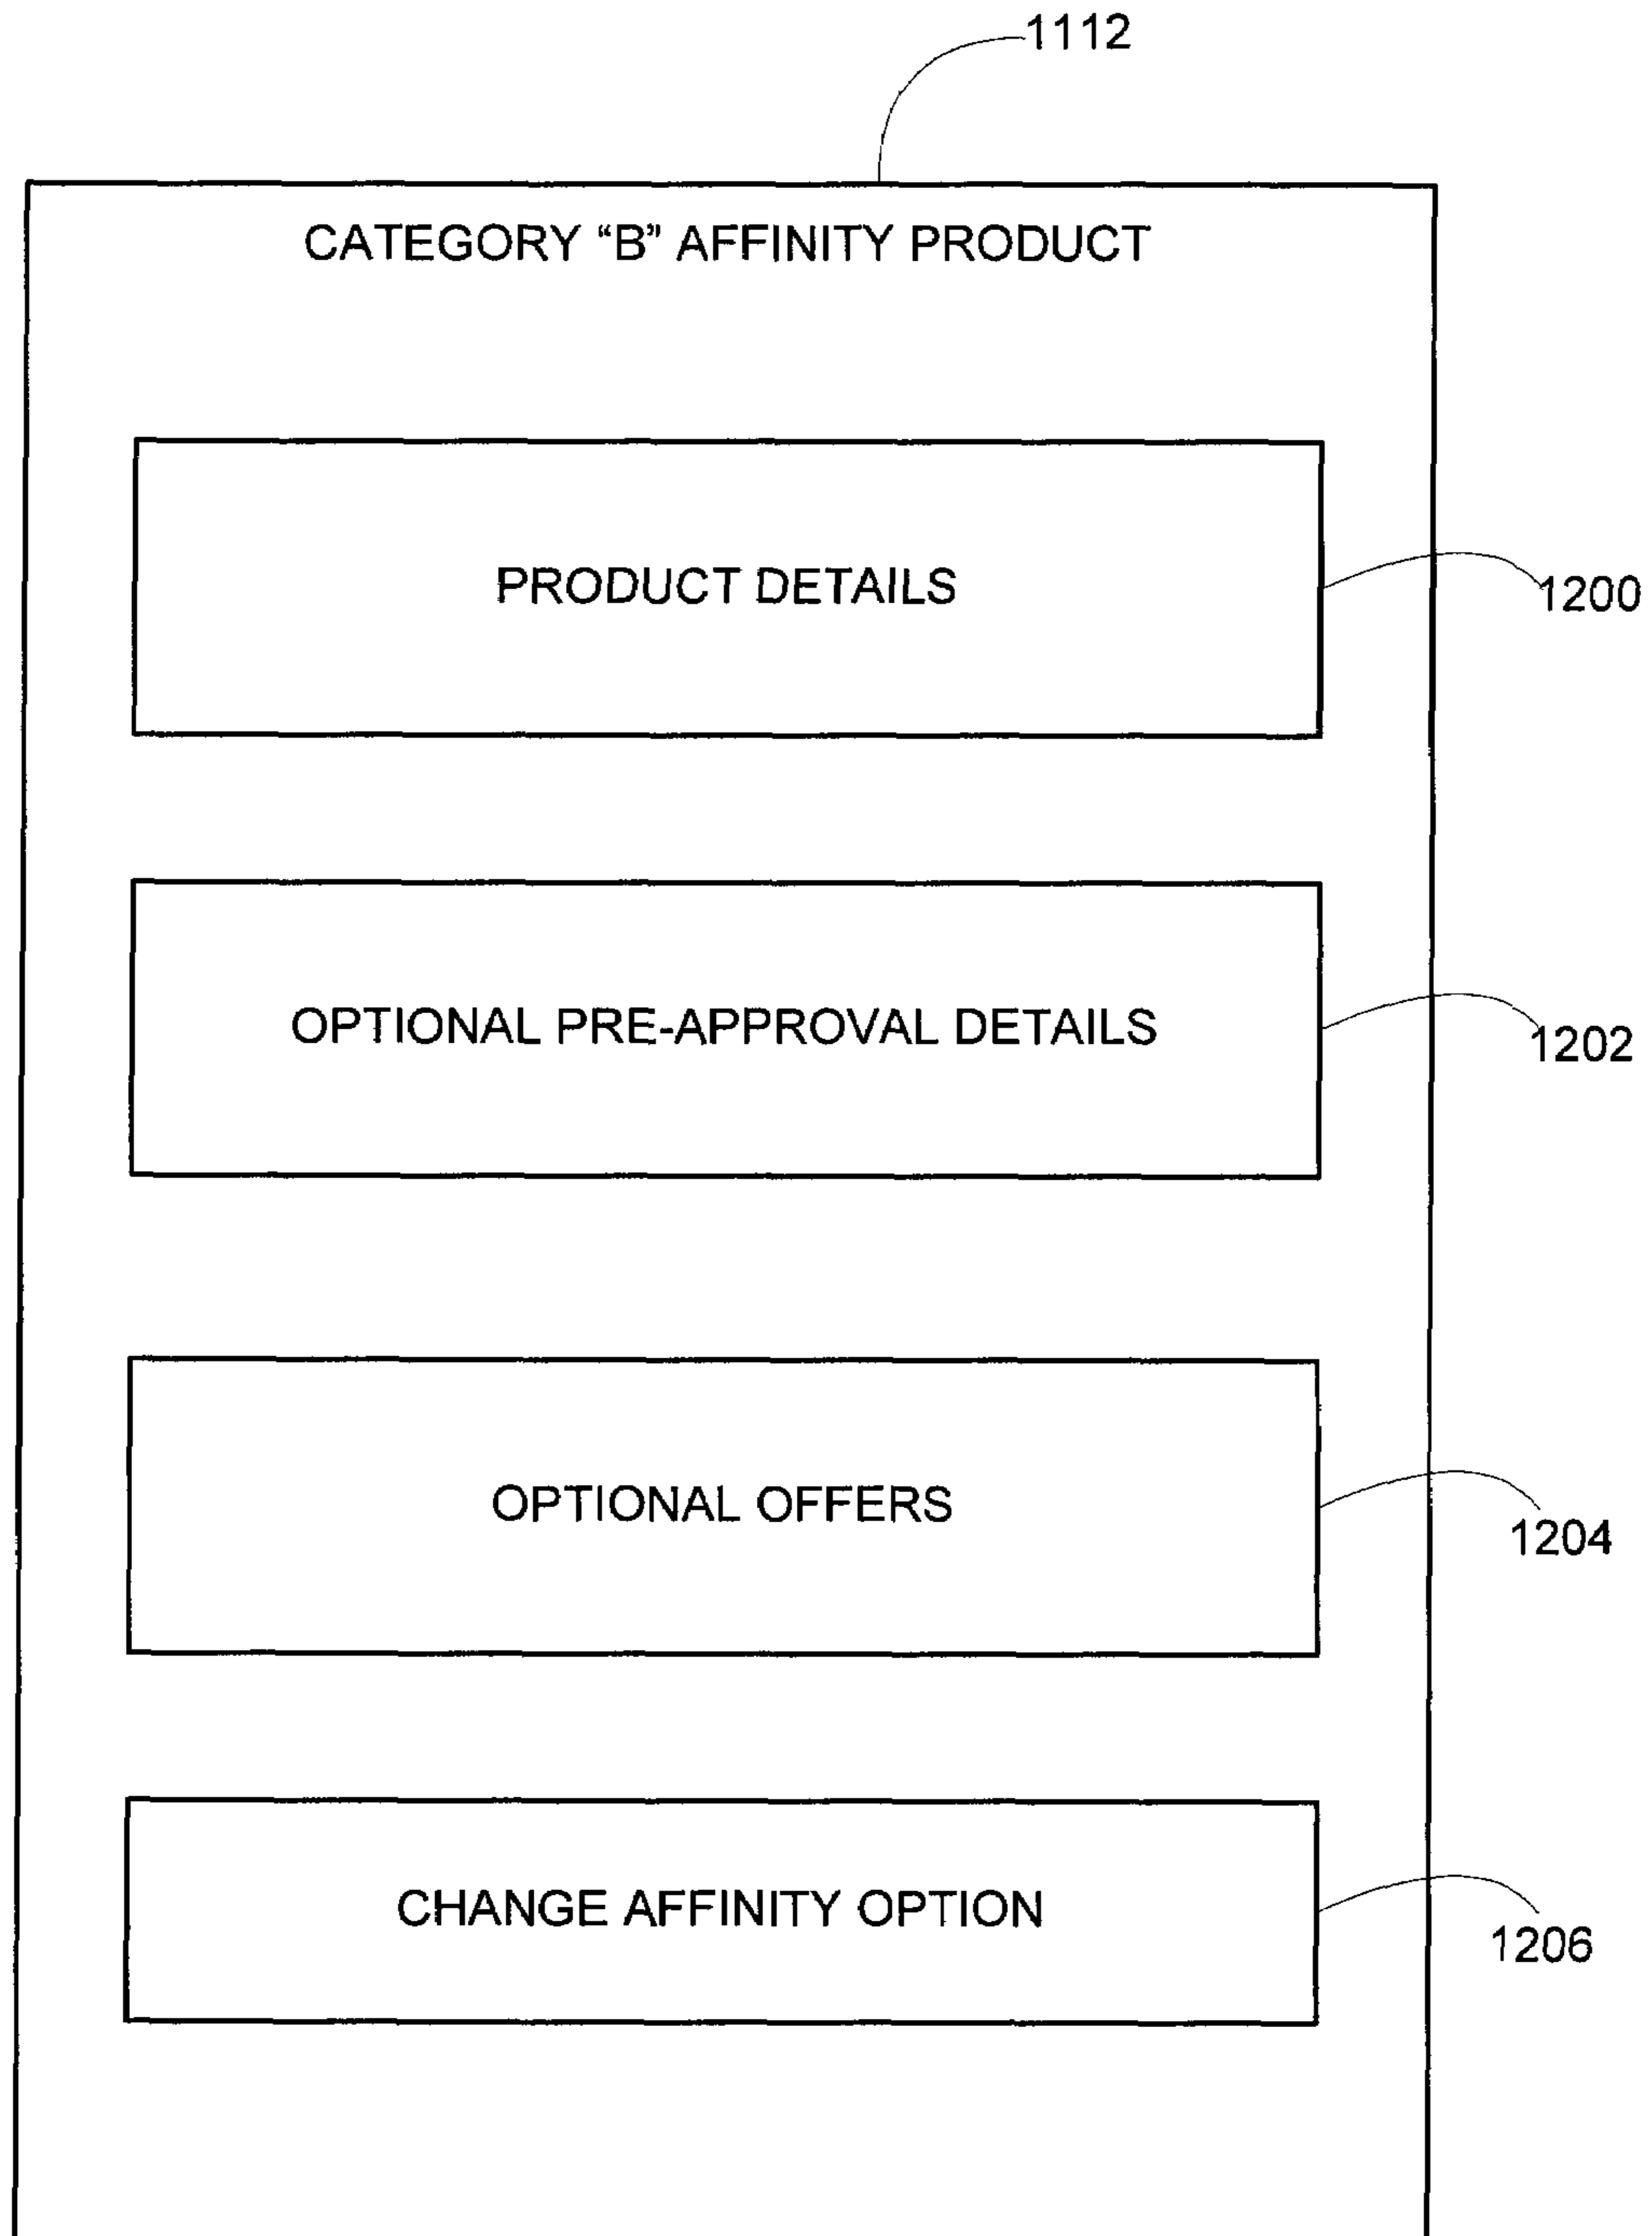 1112
CATEGORY “B” AFFINITY PRODUCT
PRODUCT DETAILS
1200
OPTIONAL PRE-APPROVAL DETAILS
1202
OPTIONAL OFFERS
1204
CHANGE AFFINITY OPTION
1206